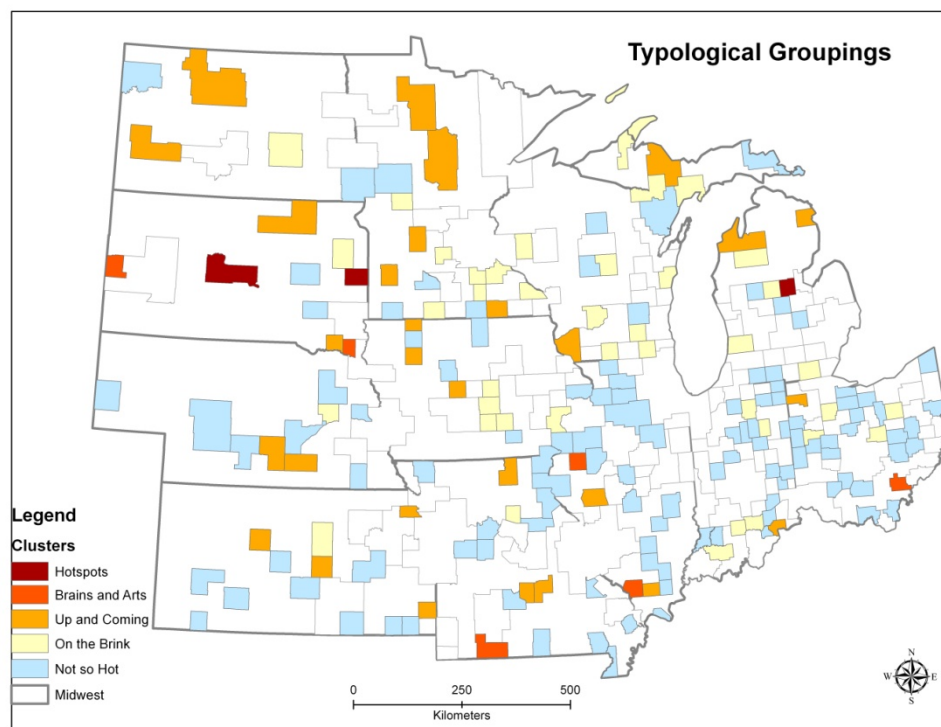 Typological Groupings
Legend
Clusters
Hotspots
Brains and Arts
Up and Coming
On the Brink
Not so Hot
Midwest
0 250 500
Kilometers
N
W E
S